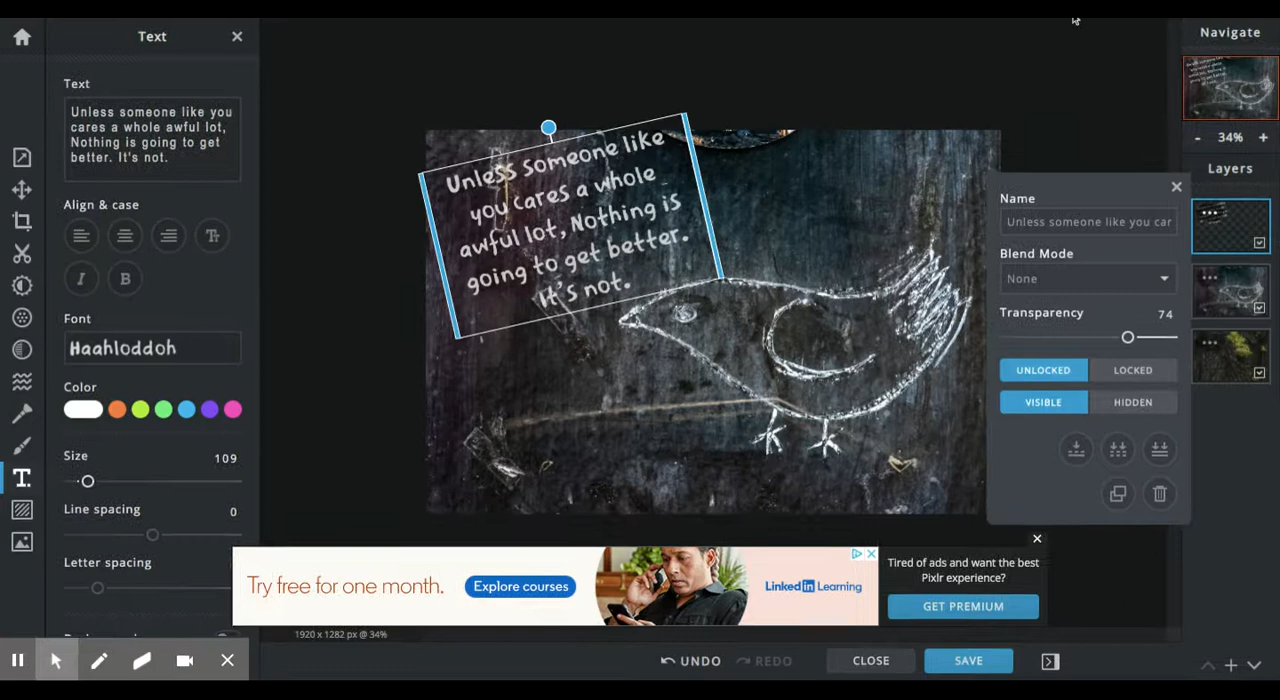 Text
Navigate
Text
Unless someone like you
cares a whole awful lot,
Nothing is going to get
better. It's not.
Align & case
Tт
I
B
Font
Haahloddoh
Color
Size
109
Line spacing
0
Letter spacing
Unless someone like
you cares a whole
awful lot, Nothing is
going to get better.
It's not.
- 34% +
Layers
Name
Unless someone like you car
Blend Mode
None
Transparency
74
UNLOCKED
LOCKED
VISIBLE
HIDDEN
Try free for one month.
Explore courses
LinkedIn Learning
Tired of ads and want the best
Pixlr experience?
GET PREMIUM
1920 x 1282 px @ 34%
UNDO
REDO
CLOSE
SAVE